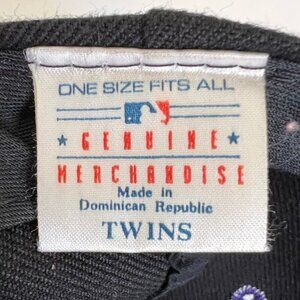 ONE SIZE FITS ALL
★ GENUINE ★
MERCHANDISE
Made in
Dominican Republic
TWINS